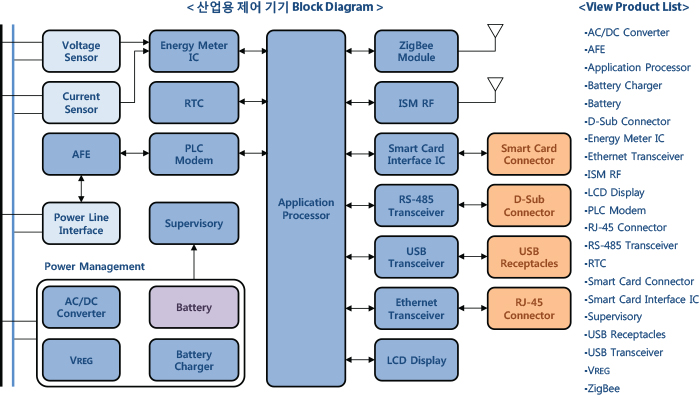 < 산업용 제어 기기 Block Diagram >
<View Product List>
Voltage
Sensor
Energy Meter
IC
ZigBee
Module
Current
Sensor
RTC
ISM RF
AFE
PLC
Modem
Smart Card
Interface IC
Smart Card
Connector
Application
Processor
Power Line
Interface
Supervisory
RS-485
Transceiver
D-Sub
Connector
USB
Transceiver
USB
Receptacles
Power Management
AC/DC
Converter
Battery
Ethernet
Transceiver
RJ-45
Connector
VREG
Battery
Charger
LCD Display
-AC/DC Converter
-AFE
-Application Processor
-Battery Charger
-Battery
-D-Sub Connector
-Energy Meter IC
-Ethernet Transceiver
-ISM RF
-LCD Display
-PLC Modem
-RJ-45 Connector
-RS-485 Transceiver
-RTC
-Smart Card Connector
-Smart Card Interface IC
-Supervisory
-USB Receptacles
-USB Transceiver
-VREG
-ZigBee